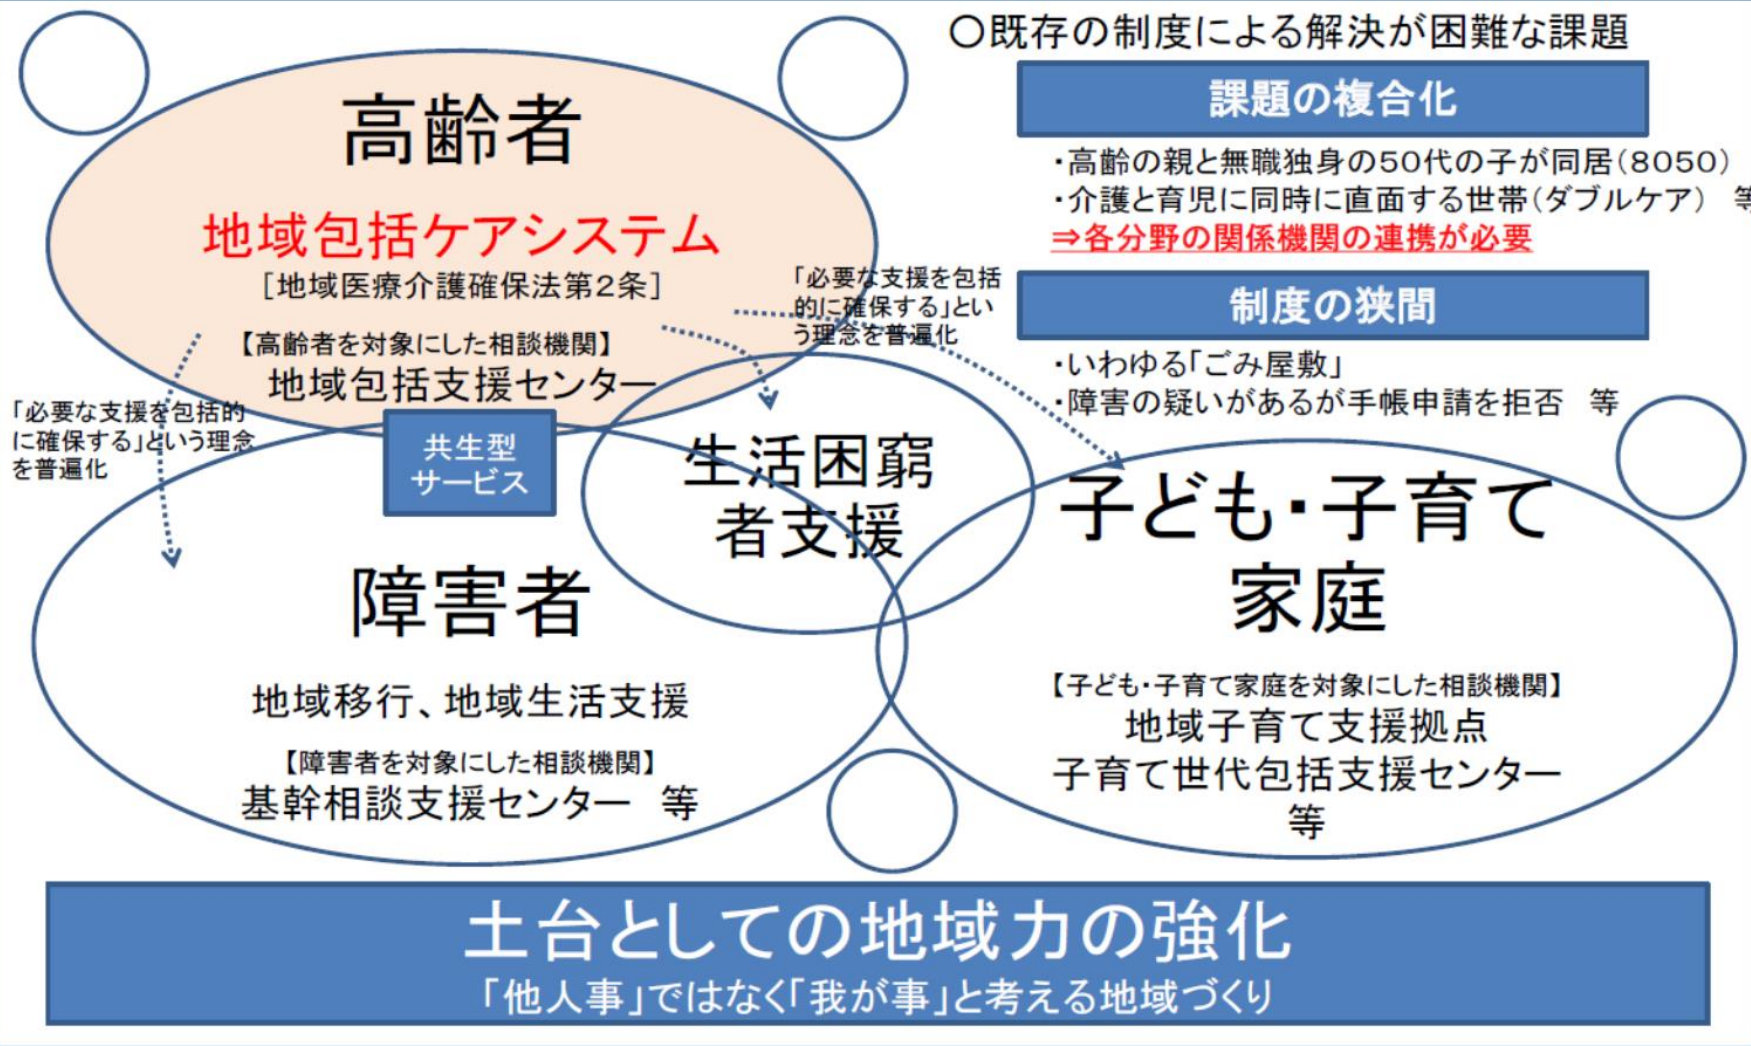 〇既存の制度による解決が困難な課題
課題の複合化
・高齢の親と無職独身の50代の子が同居(8050)
・介護と育児に同時に直面する世帯(ダブルケア)　等
⇒各分野の関係機関の連携が必要
制度の狭間
・いわゆる「ごみ屋敷」
・障害の疑いがあるが手帳申請を拒否　等
高齢者
地域包括ケアシステム
[地域医療介護確保法第2条]
【高齢者を対象にした相談機関】
地域包括支援センター
「必要な支援を包括
的に確保する」とい
う理念を普遍化
「必要な支援を包括的
に確保する」という理念
を普遍化
共生型
サービス
生活困窮
者支援
障害者
地域移行、地域生活支援
【障害者を対象にした相談機関】
基幹相談支援センター　等
子ども・子育て
家庭
【子ども・子育て家庭を対象にした相談機関】
地域子育て支援拠点
子育て世代包括支援センター
等
土台としての地域力の強化
「他人事」ではなく「我が事」と考える地域づくり